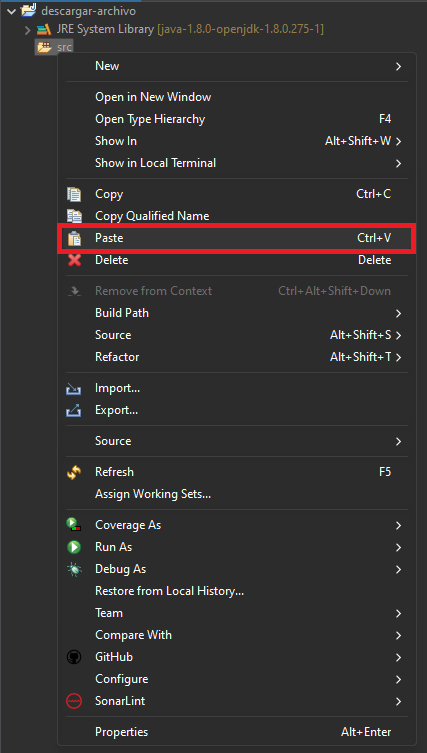 descargar-archivo
JRE System Library [java-1.8.0-openjdk-1.8.0.275-1]
src
New
Open in New Window
Open Type Hierarchy F4
Show In Alt+Shift+W
Show in Local Terminal
Copy Ctrl+C
Copy Qualified Name
Paste Ctrl+V
Delete Delete
Remove from Context Ctrl+Alt+Shift+Down
Build Path
Source Alt+Shift+S
Refactor Alt+Shift+T
Import...
Export...
Source
Refresh F5
Assign Working Sets...
Coverage As
Run As
Debug As
Restore from Local History...
Team
Compare With
GitHub
Configure
SonarLint
Properties Alt+Enter